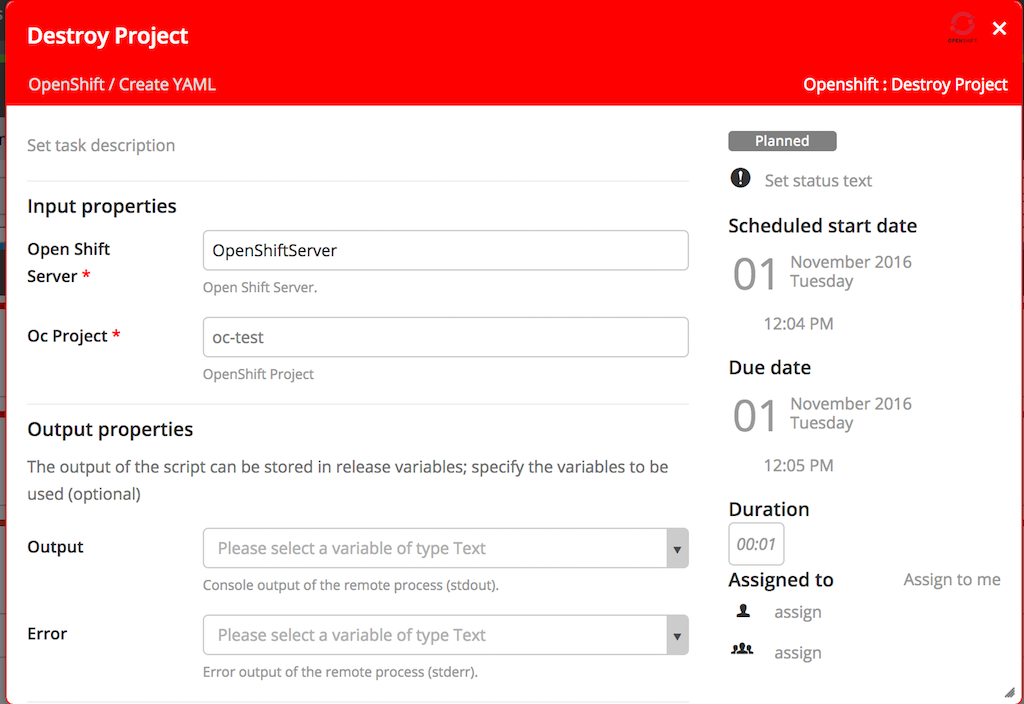 Destroy Project
OpenShift / Create YAML
Openshift : Destroy Project
Set task description
Input properties
Open Shift
Server *
OpenShiftServer
Open Shift Server.
Oc Project *
oc-test
OpenShift Project
Output properties
The output of the script can be stored in release variables; specify the variables to be
used (optional)
Output
Please select a variable of type Text
Console output of the remote process (stdout).
Error
Please select a variable of type Text
Error output of the remote process (stderr).
Planned
Set status text
Scheduled start date
01
November 2016
Tuesday
12:04 PM
Due date
01
November 2016
Tuesday
12:05 PM
Duration
00:01
Assigned to
Assign to me
assign
assign